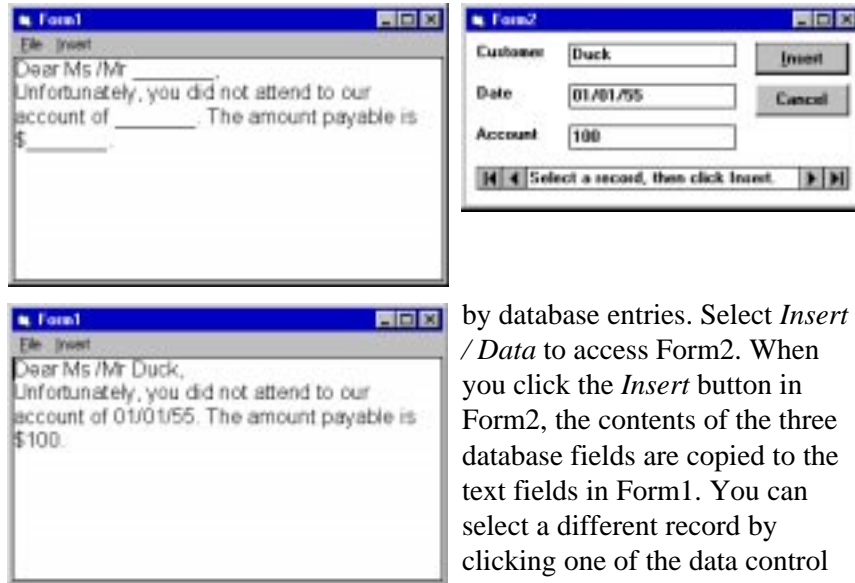 Form1
File Insert
Dear Ms /Mr ________,
Unfortunately, you did not attend to our
account of ________. The amount payable is
$________.
Form2
Customer Duck Insert
Date 01/01/55 Cancel
Account 100
Select a record, then click Insert.
Form1
File Insert
Dear Ms /Mr Duck,
Unfortunately, you did not attend to our
account of 01/01/55. The amount payable is
$100.
by database entries. Select Insert
/ Data to access Form2. When
you click the Insert button in
Form2, the contents of the three
database fields are copied to the
text fields in Form1. You can
select a different record by
clicking one of the data control